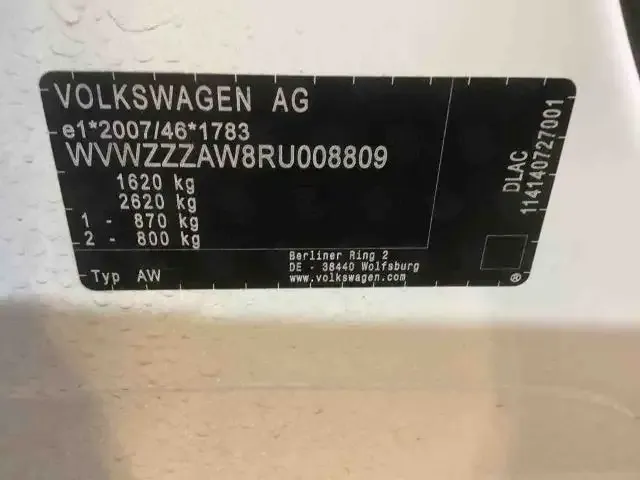 VOLKSWAGEN AG
e1*2007/46*1783
WVWZZZAW8RU008809
1620 kg
2620 kg
1 - 870 kg
2 - 800 kg
Typ AW
Berliner Ring 2
DE - 38440 Wolfsburg
www.volkswagen.com
DLAC
114140727001
®